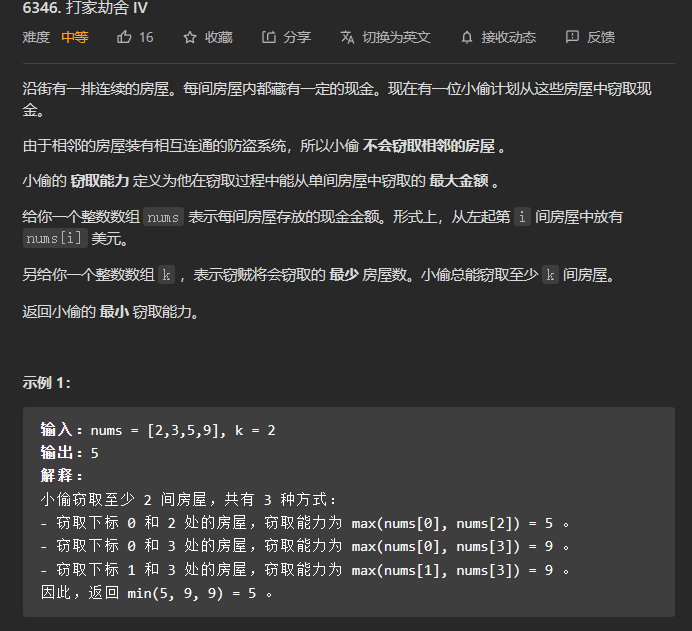 6346. 打家劫舍 IV
难度 中等 16 收藏 分享 切换为英文 接收动态 反馈
沿街有一排连续的房屋。每间房屋内都藏有一定的现金。现在有一位小偷计划从这些房屋中窃取现
金。
由于相邻的房屋装有相互连通的防盗系统，所以小偷 不会窃取相邻的房屋 。
小偷的 窃取能力 定义为他在窃取过程中能从单间房屋中窃取的 最大金额 。
给你一个整数数组 nums 表示每间房屋存放的现金金额。形式上，从左起第 i 间房屋中放有
nums[i] 美元。
另给你一个整数数组 k ，表示窃贼将会窃取的 最少 房屋数。小偷总能窃取至少 k 间房屋。
返回小偷的 最小 窃取能力。
示例 1：
输入：nums = [2,3,5,9], k = 2
输出：5
解释：
小偷窃取至少 2 间房屋，共有 3 种方式：
- 窃取下标 0 和 2 处的房屋，窃取能力为 max(nums[0], nums[2]) = 5 。
- 窃取下标 0 和 3 处的房屋，窃取能力为 max(nums[0], nums[3]) = 9 。
- 窃取下标 1 和 3 处的房屋，窃取能力为 max(nums[1], nums[3]) = 9 。
因此，返回 min(5, 9, 9) = 5 。